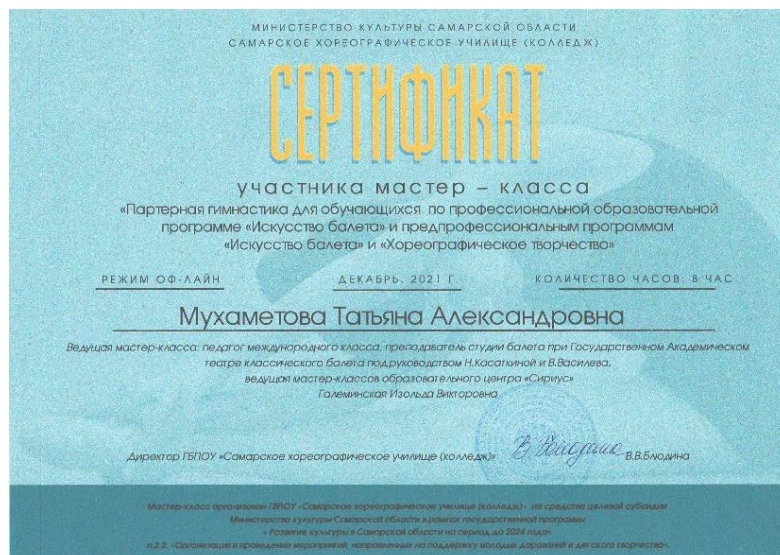 МИНИСТЕРСТВО КУЛЬТУРЫ САМАРСКОЙ ОБЛАСТИ
САМАРСКОЕ ХОРЕОГРАФИЧЕСКОЕ УЧИЛИЩЕ (КОЛЛЕДЖ)
СЕРТИФИКАТ
участника мастер – класса
«Партерная гимнастика для обучающихся по профессиональной образовательной
программе «Искусство балета» и предпрофессиональным программам
«Искусство балета» и «Хореографическое творчество»
РЕЖИМ ОФ-ЛАЙН ДЕКАБРЬ, 2021 Г. КОЛИЧЕСТВО ЧАСОВ: 8 ЧАС
Мухаметова Татьяна Александровна
Ведущая мастер-класса: педагог международного класса, преподаватель студии балета при Государственном Академическом
театре классического балета под руководством Н.Касаткиной и В.Василева,
ведущая мастер-классов образовательного центра «Сириус»
Галеминская Изольда Викторовна
Директор ГБПОУ «Самарское хореографическое училище (колледж)» В.В.Блюдина
Мастер-класс организован ГБПОУ «Самарское хореографическое училище (колледж)» на средства целевой субсидии
Министерства культуры Самарской области в рамках государственной программы
« Развитие культуры в Самарской области на период до 2024 года»
п.2.2. «Организация и проведение мероприятий, направленных на поддержку молодых дарований и детского творчества».